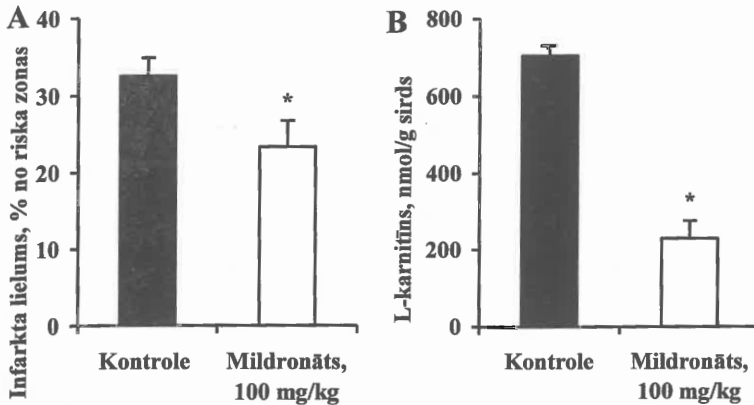 A
Infarkta lielums, % no riska zonas
40
30
20
10
0
*
Kontrole
Mildronāts,
100 mg/kg
B
L-karnitīns, nmol/g sirds
800
600
400
200
0
*
Kontrole
Mildronāts,
100 mg/kg